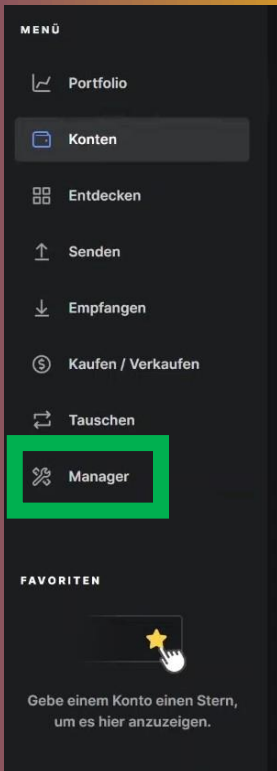 MENÜ
Portfolio
Konten
Entdecken
Senden
Empfangen
Kaufen / Verkaufen
Tauschen
Manager
FAVORITEN
Gebe einem Konto einen Stern,
um es hier anzuzeigen.